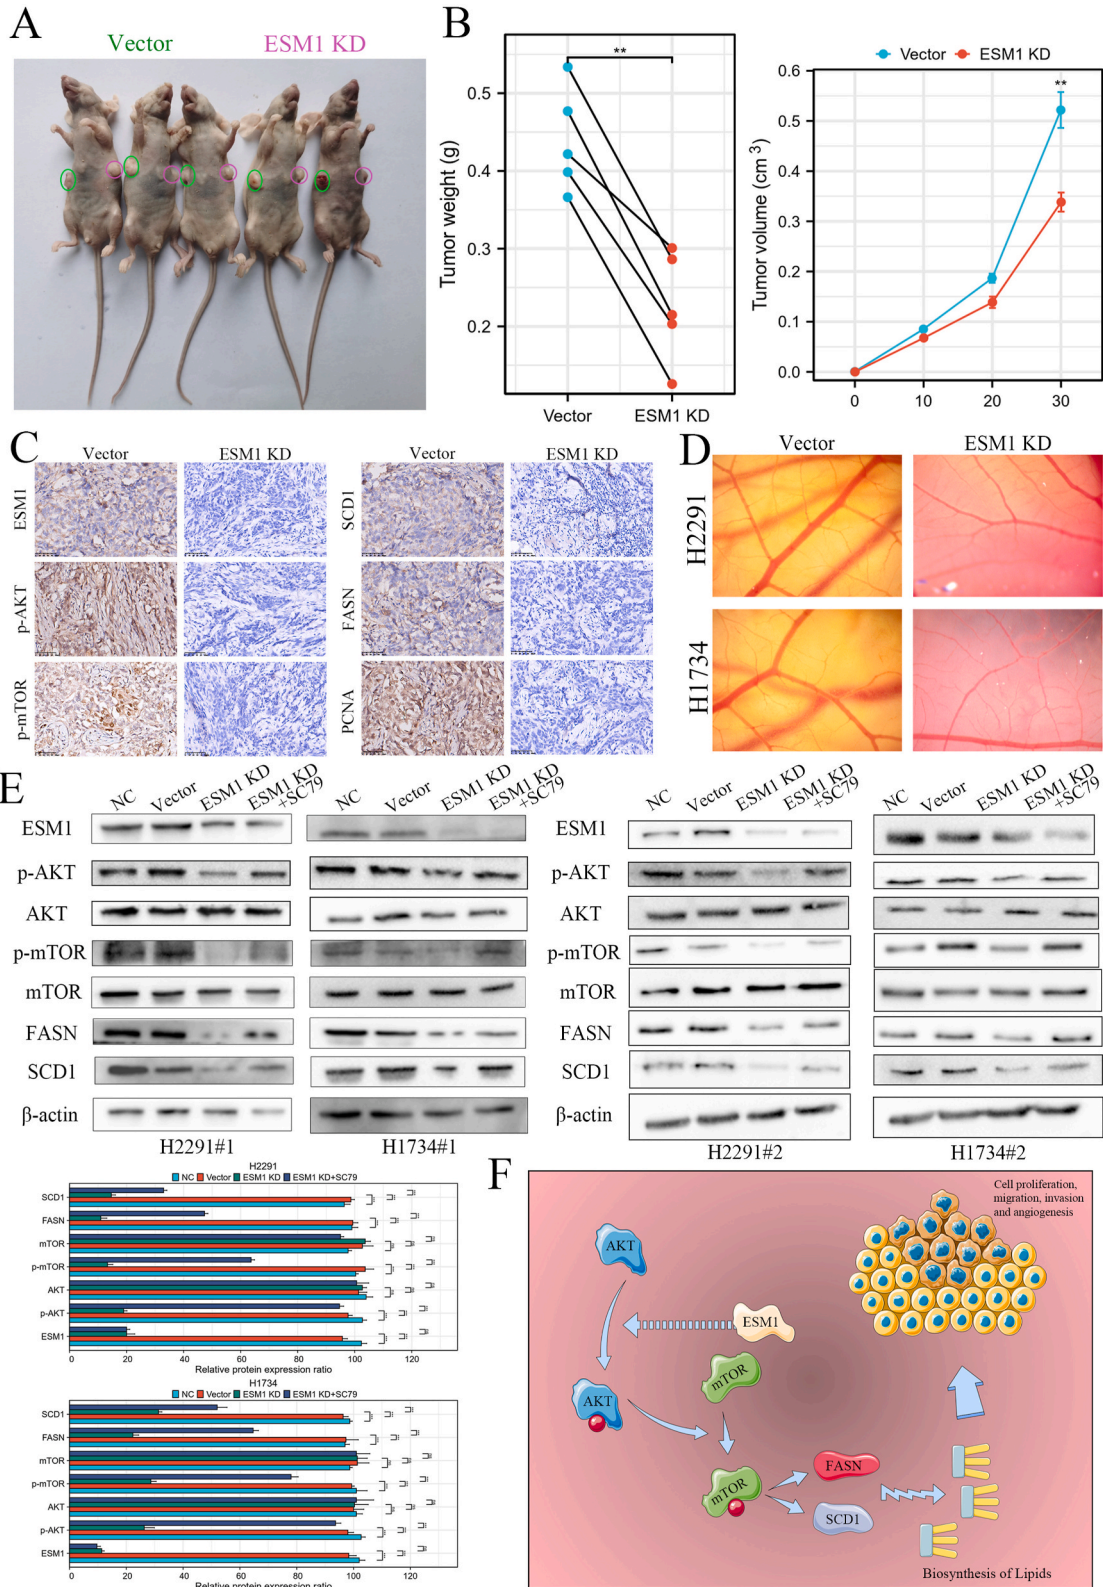 A
Vector
ESM1 KD
B
**
Tumor weight (g)
0.5
0.4
0.3
0.2
Vector
ESM1 KD
Vector
ESM1 KD
**
Tumor volume (cm 3)
0.6
0.5
0.4
0.3
0.2
0.1
0.0
0
10
20
30
C
Vector
ESM1 KD
Vector
ESM1 KD
ESM1
SCD1
p-AKT
FASN
p-mTOR
PCNA
D
Vector
ESM1 KD
H2291
H1734
E
NC
Vector
ESM1 KD
ESM1 KD
+SC79
NC
Vector
ESM1 KD
ESM1 KD
+SC79
ESM1
p-AKT
AKT
p-mTOR
mTOR
FASN
SCD1
β-actin
H2291#1
H1734#1
NC
Vector
ESM1 KD
ESM1 KD
+SC79
NC
Vector
ESM1 KD
ESM1 KD
+SC79
ESM1
p-AKT
AKT
p-mTOR
mTOR
FASN
SCD1
β-actin
H2291#2
H1734#2
H2291
NC
Vector
ESM1 KD
ESM1 KD+SC79
SCD1
FASN
mTOR
p-mTOR
AKT
p-AKT
ESM1
0
20
40
60
80
100
120
Relative protein expression ratio
H1734
NC
Vector
ESM1 KD
ESM1 KD+SC79
SCD1
FASN
mTOR
p-mTOR
AKT
p-AKT
ESM1
0
20
40
60
80
100
120
Relative protein expression ratio
F
Cell proliferation,
migration, invasion
and angiogenesis
AKT
ESM1
mTOR
AKT
mTOR
FASN
SCD1
Biosynthesis of Lipids